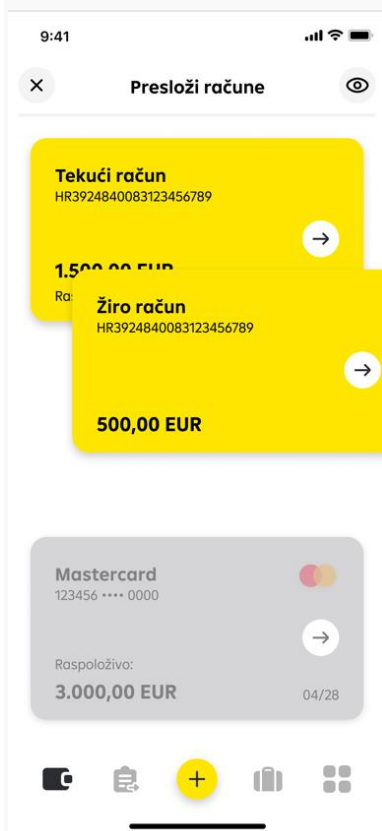 9:41
Presloži račune
Tekući račun
HR3924840083123456789
1.500,00 EUR
Žiro račun
HR3924840083123456789
500,00 EUR
Mastercard
123456 •••• 0000
Raspoloživo:
3.000,00 EUR
04/28